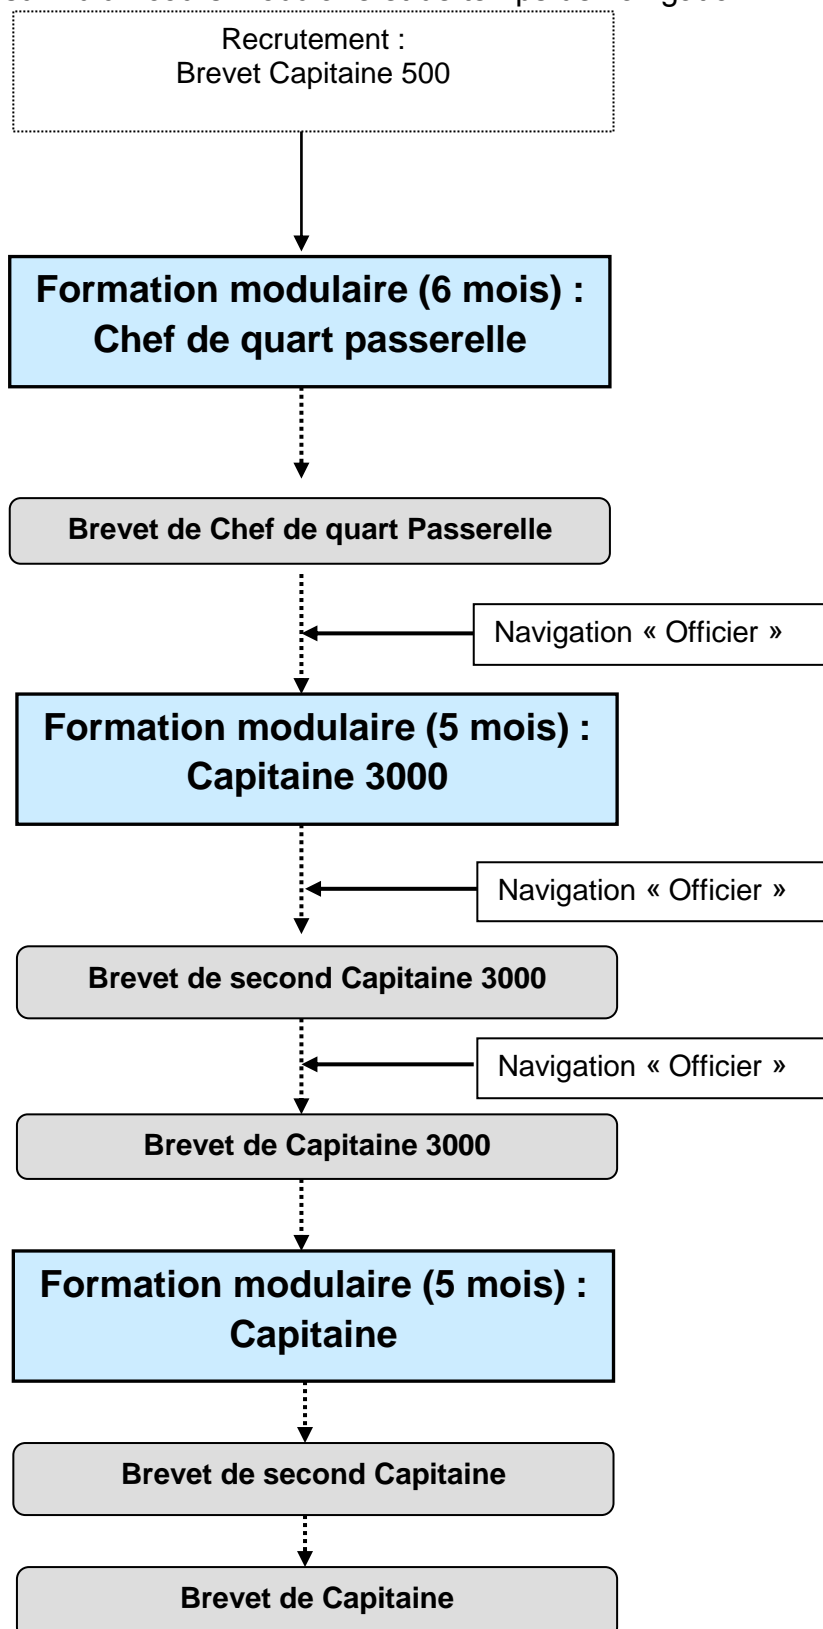 Recrutement :
Brevet Capitaine 500
Formation modulaire (6 mois) :
Chef de quart passerelle
Brevet de Chef de quart Passerelle
Navigation « Officier »
Formation modulaire (5 mois) :
Capitaine 3000
Navigation « Officier »
Brevet de second Capitaine 3000
Navigation « Officier »
Brevet de Capitaine 3000
Formation modulaire (5 mois) :
Capitaine
Brevet de second Capitaine
Brevet de Capitaine